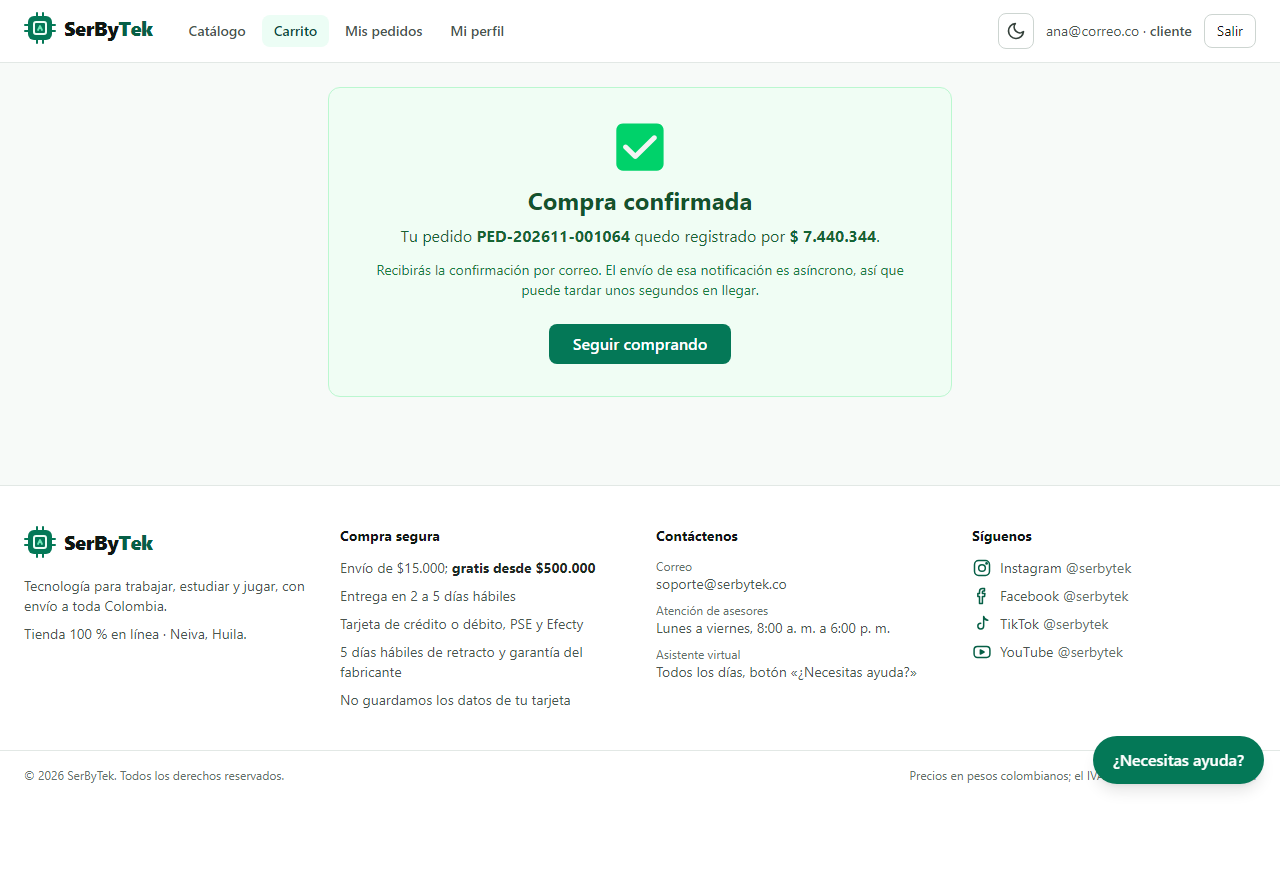 SerByTek
Catálogo
Carrito
Mis pedidos
Mi perfil
ana@correo.co · cliente
Salir
Compra confirmada
Tu pedido PED-202611-001064 quedo registrado por $ 7.440.344.
Recibirás la confirmación por correo. El envío de esa notificación es asíncrono, así que
puede tardar unos segundos en llegar.
Seguir comprando
SerByTek
Tecnología para trabajar, estudiar y jugar, con
envío a toda Colombia.
Tienda 100 % en línea · Neiva, Huila.
Compra segura
Envío de $15.000; gratis desde $500.000
Entrega en 2 a 5 días hábiles
Tarjeta de crédito o débito, PSE y Efecty
5 días hábiles de retracto y garantía del
fabricante
No guardamos los datos de tu tarjeta
Contáctenos
Correo
soporte@serbytek.co
Atención de asesores
Lunes a viernes, 8:00 a. m. a 6:00 p. m.
Asistente virtual
Todos los días, botón «¿Necesitas ayuda?»
Síguenos
Instagram @serbytek
Facebook @serbytek
TikTok @serbytek
YouTube @serbytek
© 2026 SerByTek. Todos los derechos reservados.
Precios en pesos colombianos; el
¿Necesitas ayuda?